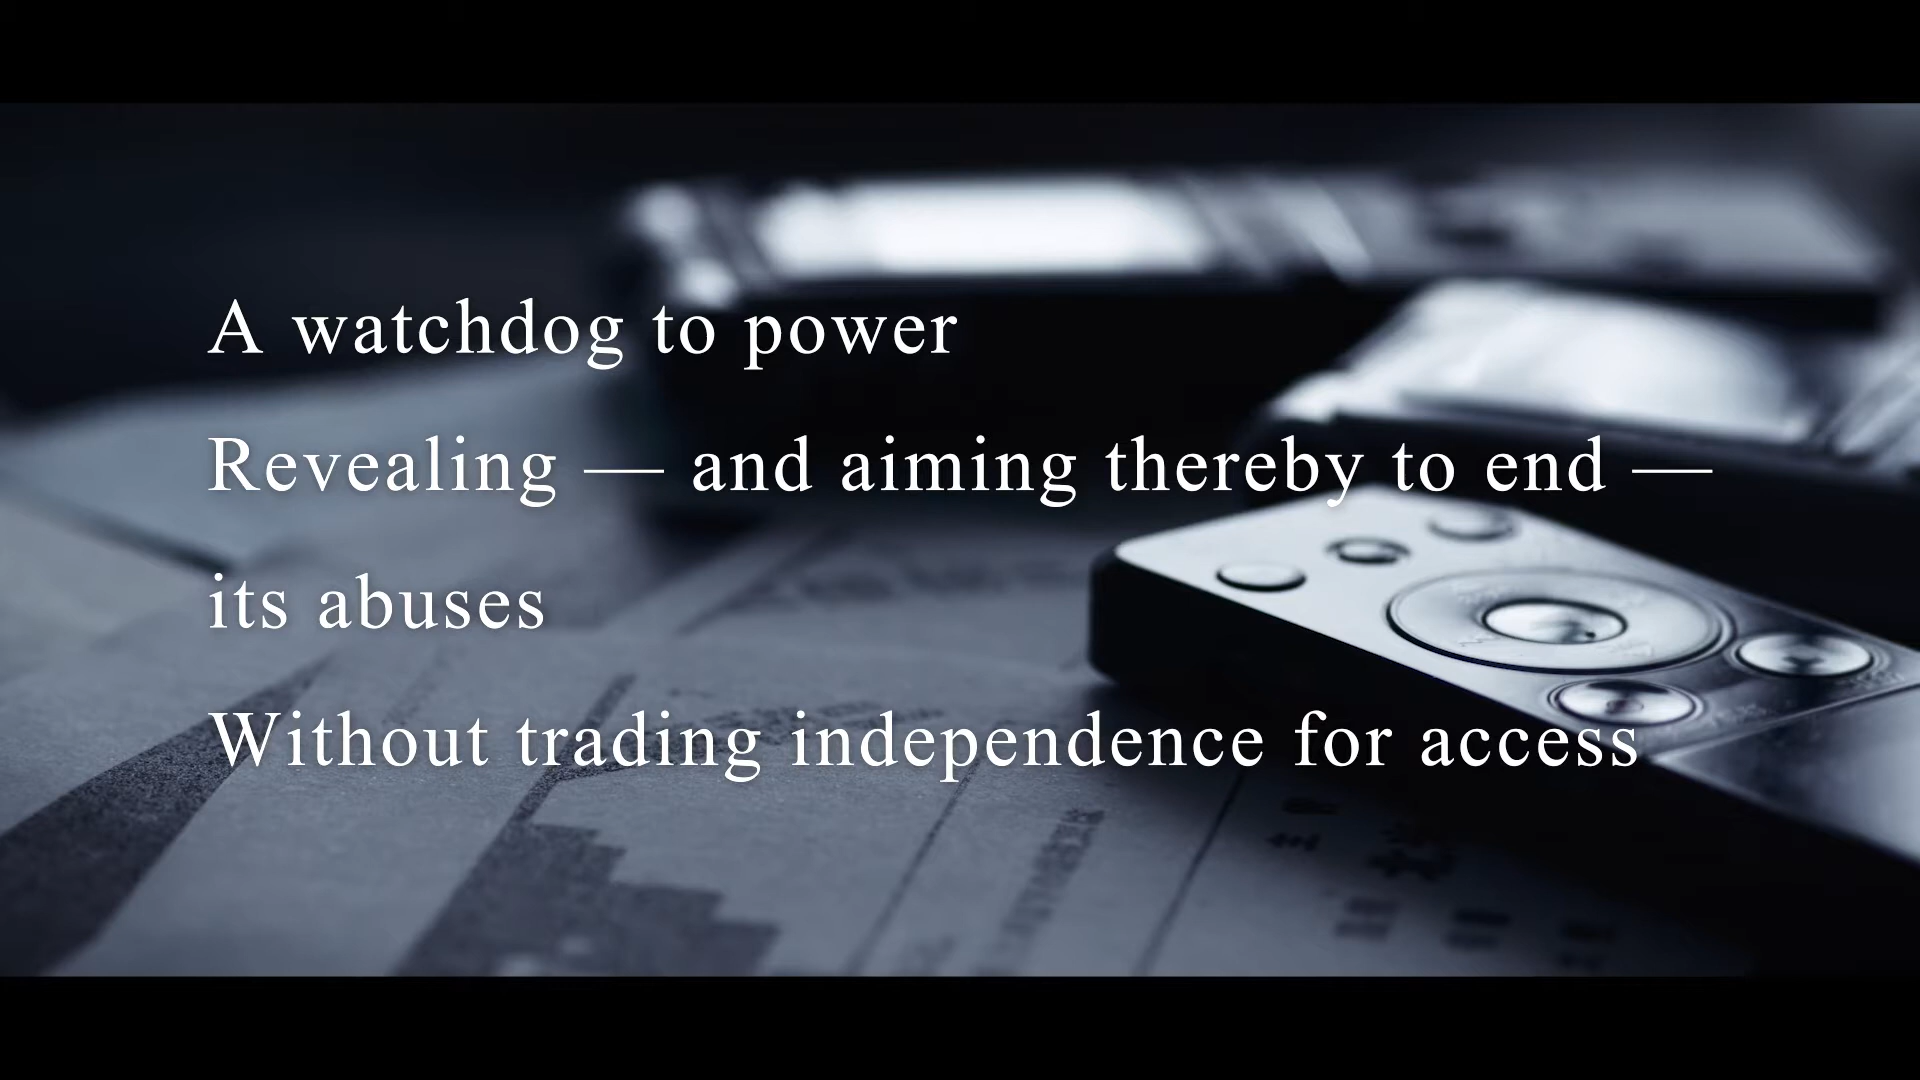 A watchdog to power
Revealing — and aiming thereby to end —
its abuses
Without trading independence for access